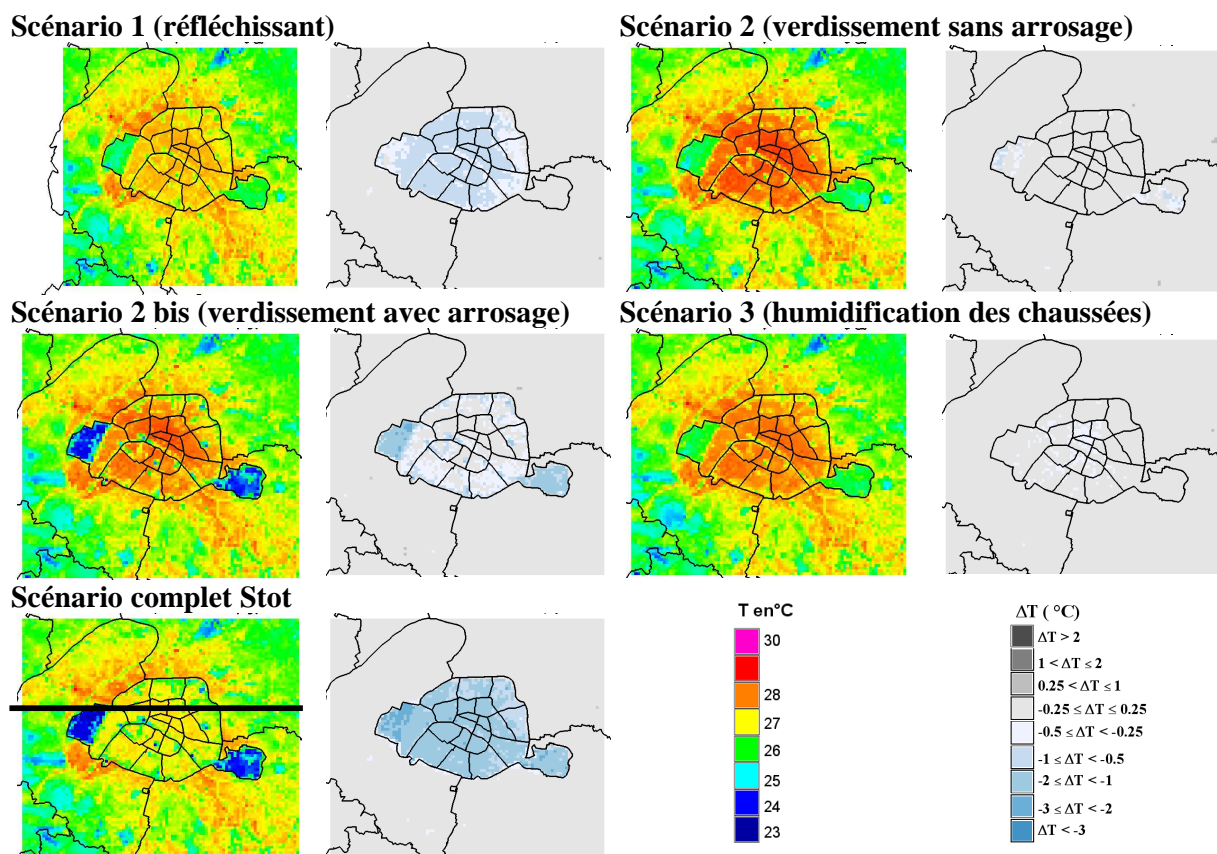 Scénario 1 (réfléchissant)
Scénario 2 (verdissement sans arrosage)
Scénario 2 bis (verdissement avec arrosage)
Scénario 3 (humidification des chaussées)
Scénario complet Stot
T en°C
30
28
27
26
25
24
23
ΔT ( °C)
ΔT > 2
1 < ΔT ≤ 2
0.25 < ΔT ≤ 1
-0.25 ≤ ΔT ≤ 0.25
-0.5 ≤ ΔT < -0.25
-1 ≤ ΔT < -0.5
-2 ≤ ΔT < -1
-3 ≤ ΔT < -2
ΔT < -3